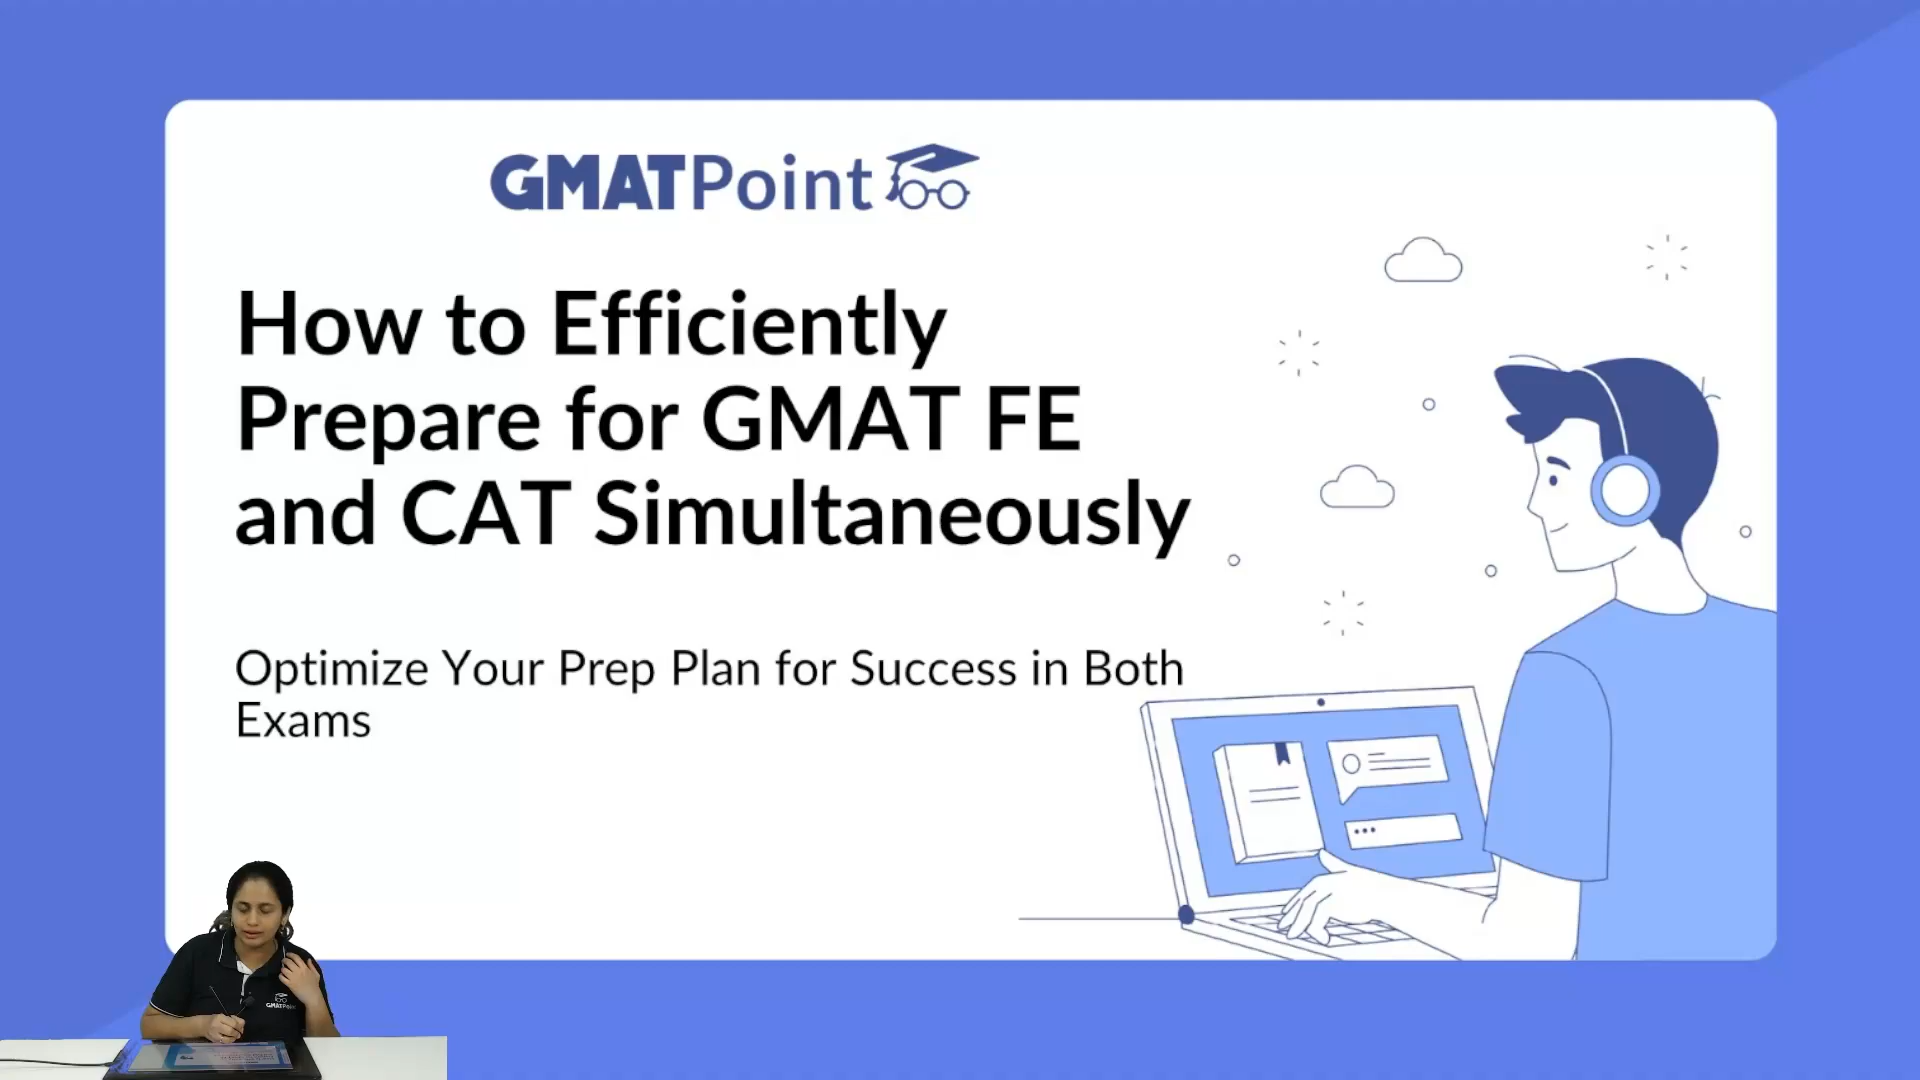 GMATPoint
How to Efficiently
Prepare for GMAT FE
and CAT Simultaneously
Optimize Your Prep Plan for Success in Both
Exams
GMATPoint